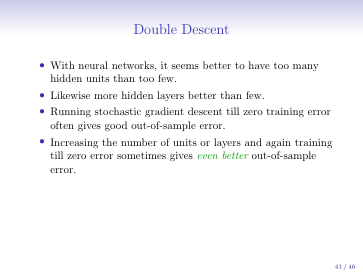 Double Descent
• With neural networks, it seems better to have too many
hidden units than too few.
• Likewise more hidden layers better than few.
• Running stochastic gradient descent till zero training error
often gives good out-of-sample error.
• Increasing the number of units or layers and again training
till zero error sometimes gives even better out-of-sample
error.
41 / 46